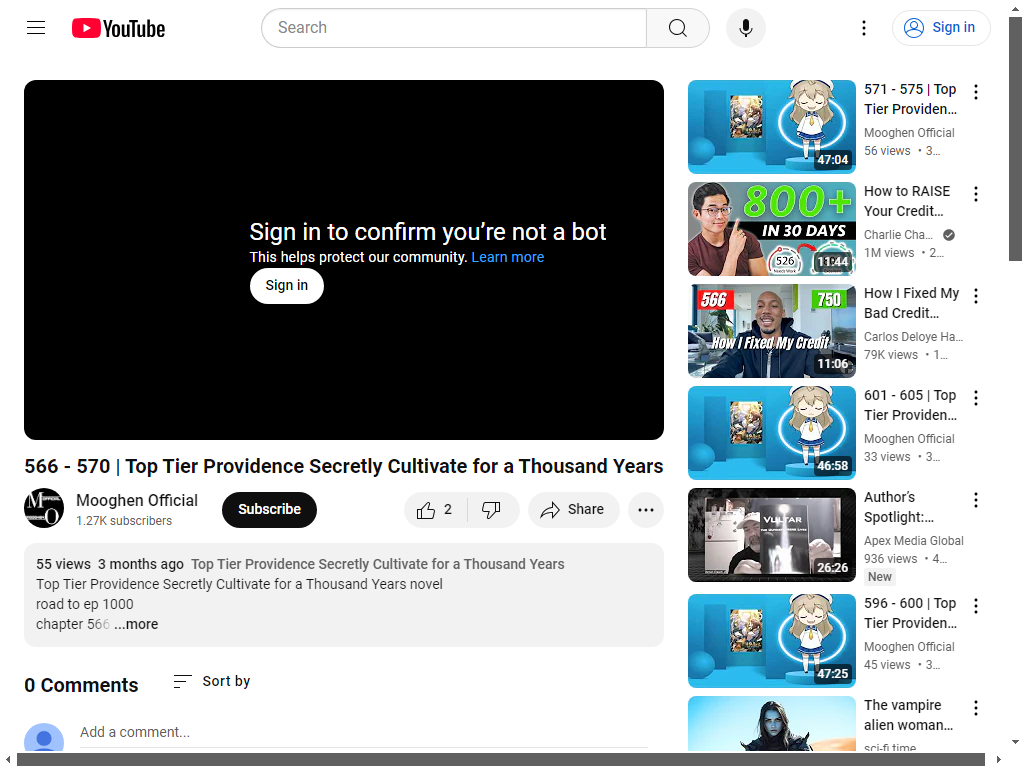 YouTube
Search
Sign in
Sign in to confirm you’re not a bot
This helps protect our community. Learn more
Sign in
566 - 570 | Top Tier Providence Secretly Cultivate for a Thousand Years
Mooghen Official
1.27K subscribers
Subscribe
2
Share
55 views 3 months ago Top Tier Providence Secretly Cultivate for a Thousand Years
Top Tier Providence Secretly Cultivate for a Thousand Years novel
road to ep 1000
chapter 566 ...more
0 Comments
Sort by
Add a comment...
47:04
571 - 575 | Top
Tier Providen...
Mooghen Official
56 views • 3...
800+
IN 30 DAYS
526
11:44
How to RAISE
Your Credit...
Charlie Cha...
1M views • 2...
566
750
How I Fixed My Credit
11:06
How I Fixed My
Bad Credit...
Carlos Deloye Ha...
79K views • 1...
46:58
601 - 605 | Top
Tier Providen...
Mooghen Official
33 views • 3...
VULTAR
26:26
Author's
Spotlight:...
Apex Media Global
936 views • 4...
New
47:25
596 - 600 | Top
Tier Providen...
Mooghen Official
45 views • 3...
The vampire
alien woman...
sci-fi time